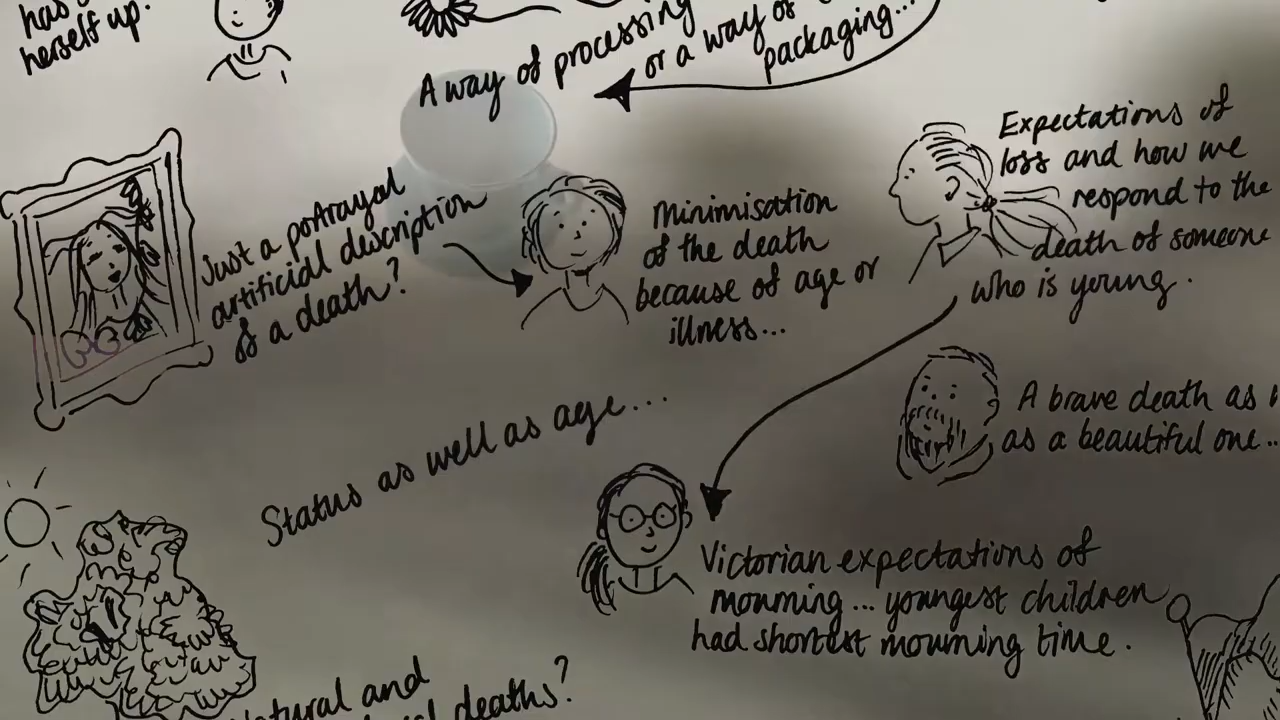 has
herself up.
A way of processing
or a way of
packaging...
Just a portrayal
artificial description
of a death?
Minimisation
of the death
because of age or
illness...
Expectations of
loss and how we
respond to the
death of someone
who is young.
A brave death as
as a beautiful one...
Status as well as age...
Victorian expectations of
mourning... youngest children
had shortest mourning time.
Natural and
deaths?